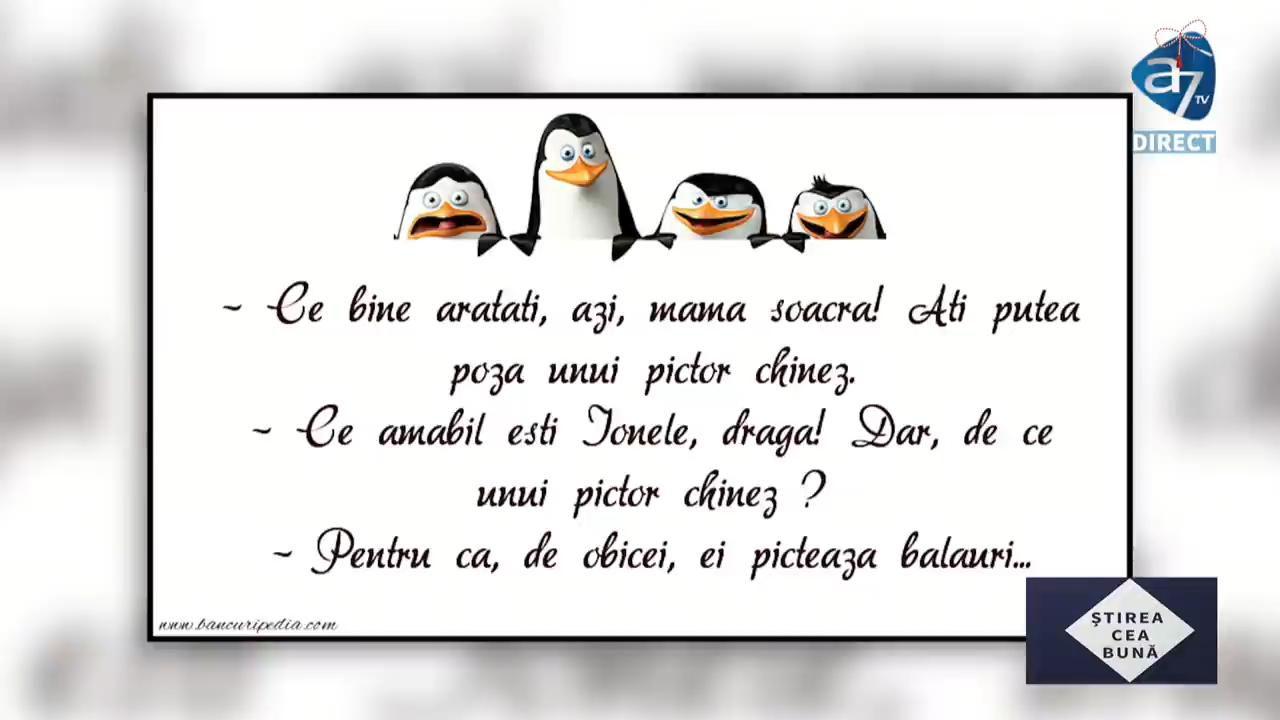 a7 TV
DIRECT
~ Ce bine aratati, azi, mama soacra! Ati putea
poza unui pictor chinez.
~ Ce amabil esti Ionele, draga! Dar, de ce
unui pictor chinez ?
~ Pentru ca, de obicei, ei picteaza balauri...
www.bancuripedia.com
ŞTIREA
CEA
BUNĂ